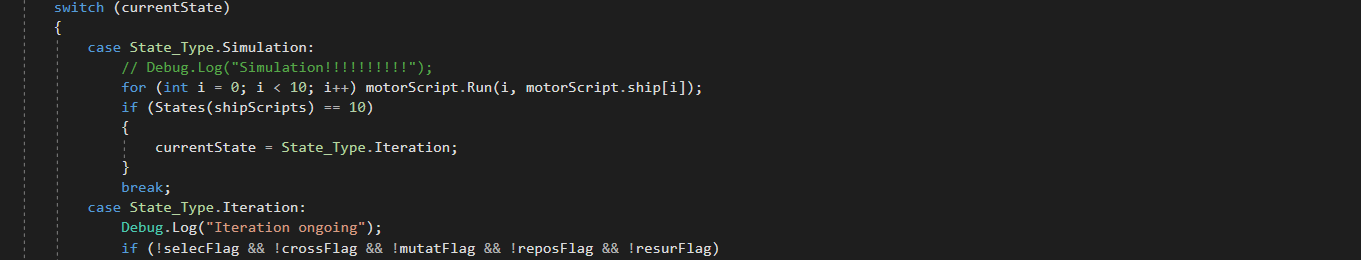 switch (currentState)
{
case State_Type.Simulation:
// Debug.Log("Simulation!!!!!!!!!!");
for (int i = 0; i < 10; i++) motorScript.Run(i, motorScript.ship[i]);
if (States(shipScripts) == 10)
{
currentState = State_Type.Iteration;
}
break;
case State_Type.Iteration:
Debug.Log("Iteration ongoing");
if (!selecFlag && !crossFlag && !mutatFlag && !reposFlag && !resurFlag)